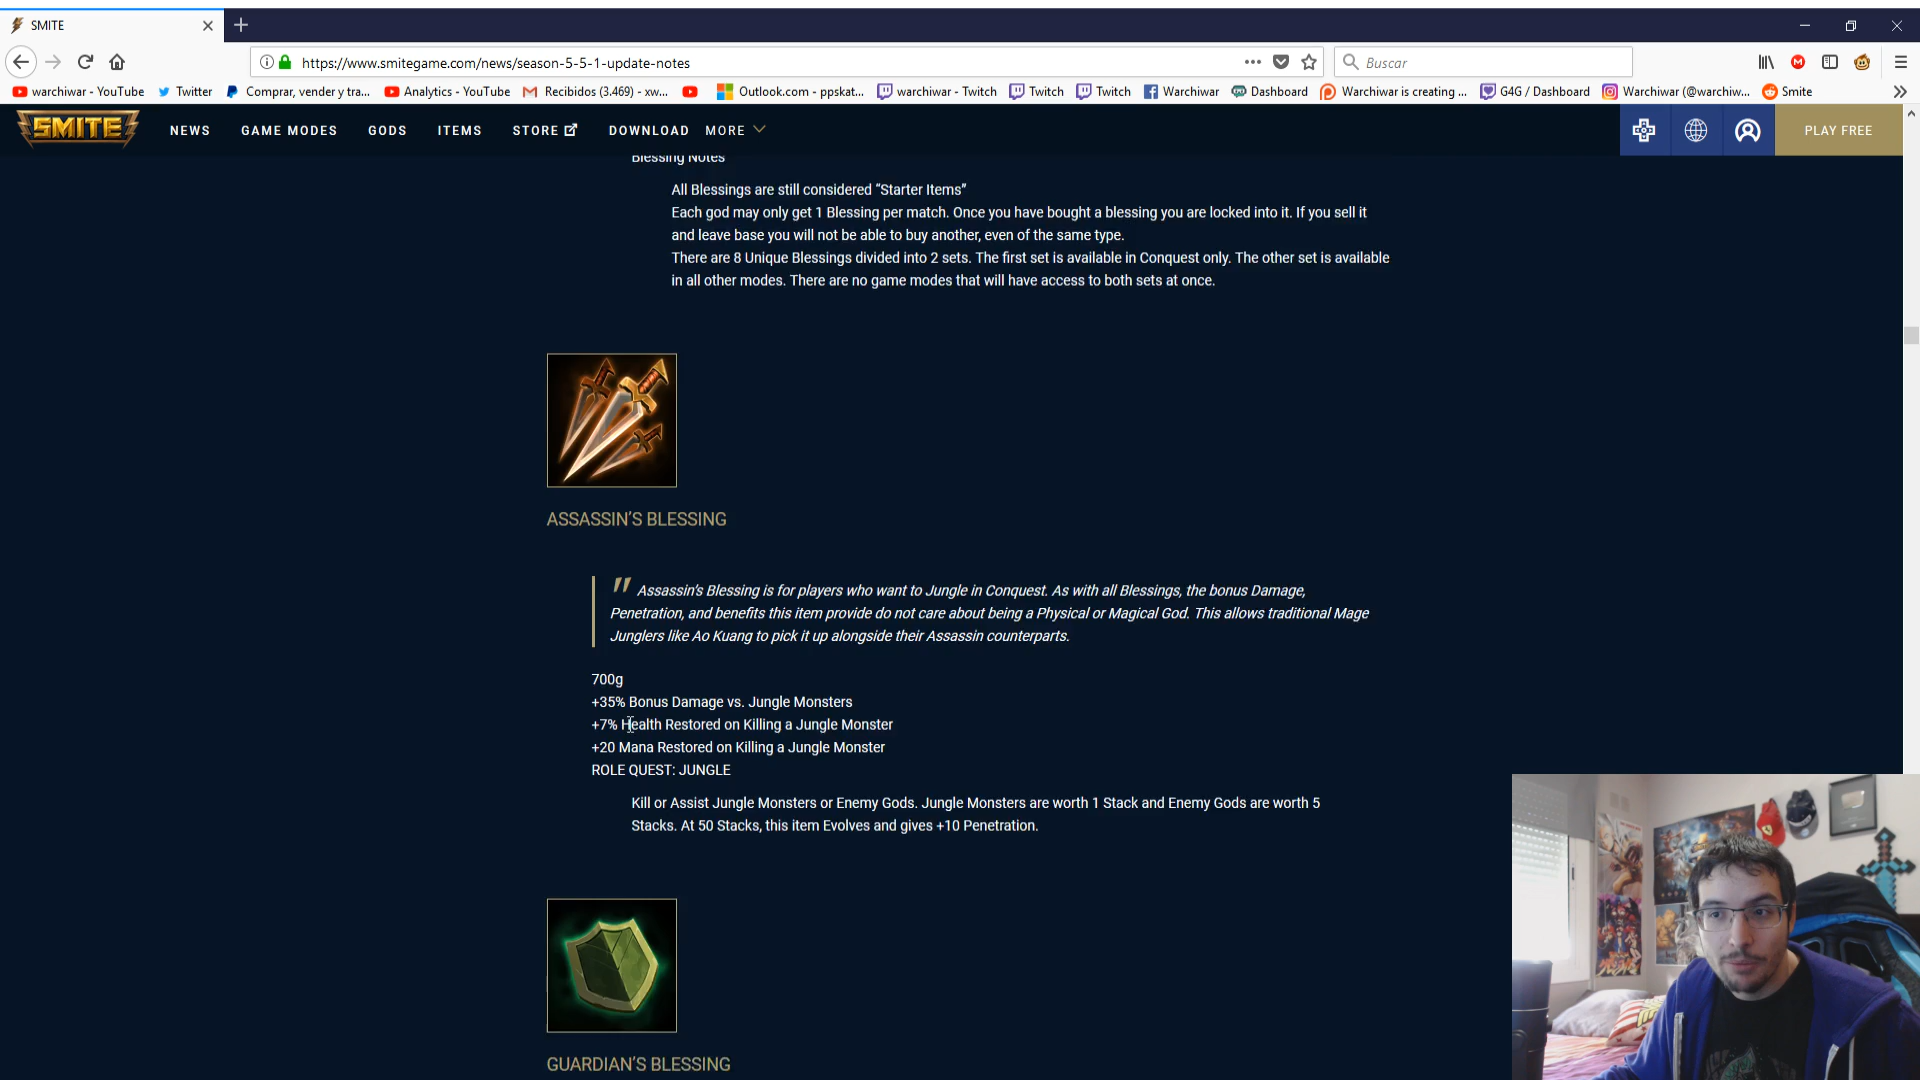 SMITE
https://www.smitegame.com/news/season-5-5-1-update-notes
Buscar
warchiwar - YouTube Twitter Comprar, vender y tra... Analytics - YouTube Recibidos (3.469) - xw... Outlook.com - ppskat... warchiwar - Twitch Twitch Twitch Warchiwar Dashboard Warchiwar is creating ... G4G / Dashboard Warchiwar (@warchiw... Smite
SMITE NEWS GAME MODES GODS ITEMS STORE DOWNLOAD MORE PLAY FREE
Blessing Notes
All Blessings are still considered “Starter Items”
Each god may only get 1 Blessing per match. Once you have bought a blessing you are locked into it. If you sell it
and leave base you will not be able to buy another, even of the same type.
There are 8 Unique Blessings divided into 2 sets. The first set is available in Conquest only. The other set is available
in all other modes. There are no game modes that will have access to both sets at once.
ASSASSIN’S BLESSING
" Assassin’s Blessing is for players who want to Jungle in Conquest. As with all Blessings, the bonus Damage,
Penetration, and benefits this item provide do not care about being a Physical or Magical God. This allows traditional Mage
Junglers like Ao Kuang to pick it up alongside their Assassin counterparts.
700g
+35% Bonus Damage vs. Jungle Monsters
+7% Health Restored on Killing a Jungle Monster
+20 Mana Restored on Killing a Jungle Monster
ROLE QUEST: JUNGLE
Kill or Assist Jungle Monsters or Enemy Gods. Jungle Monsters are worth 1 Stack and Enemy Gods are worth 5
Stacks. At 50 Stacks, this item Evolves and gives +10 Penetration.
GUARDIAN’S BLESSING